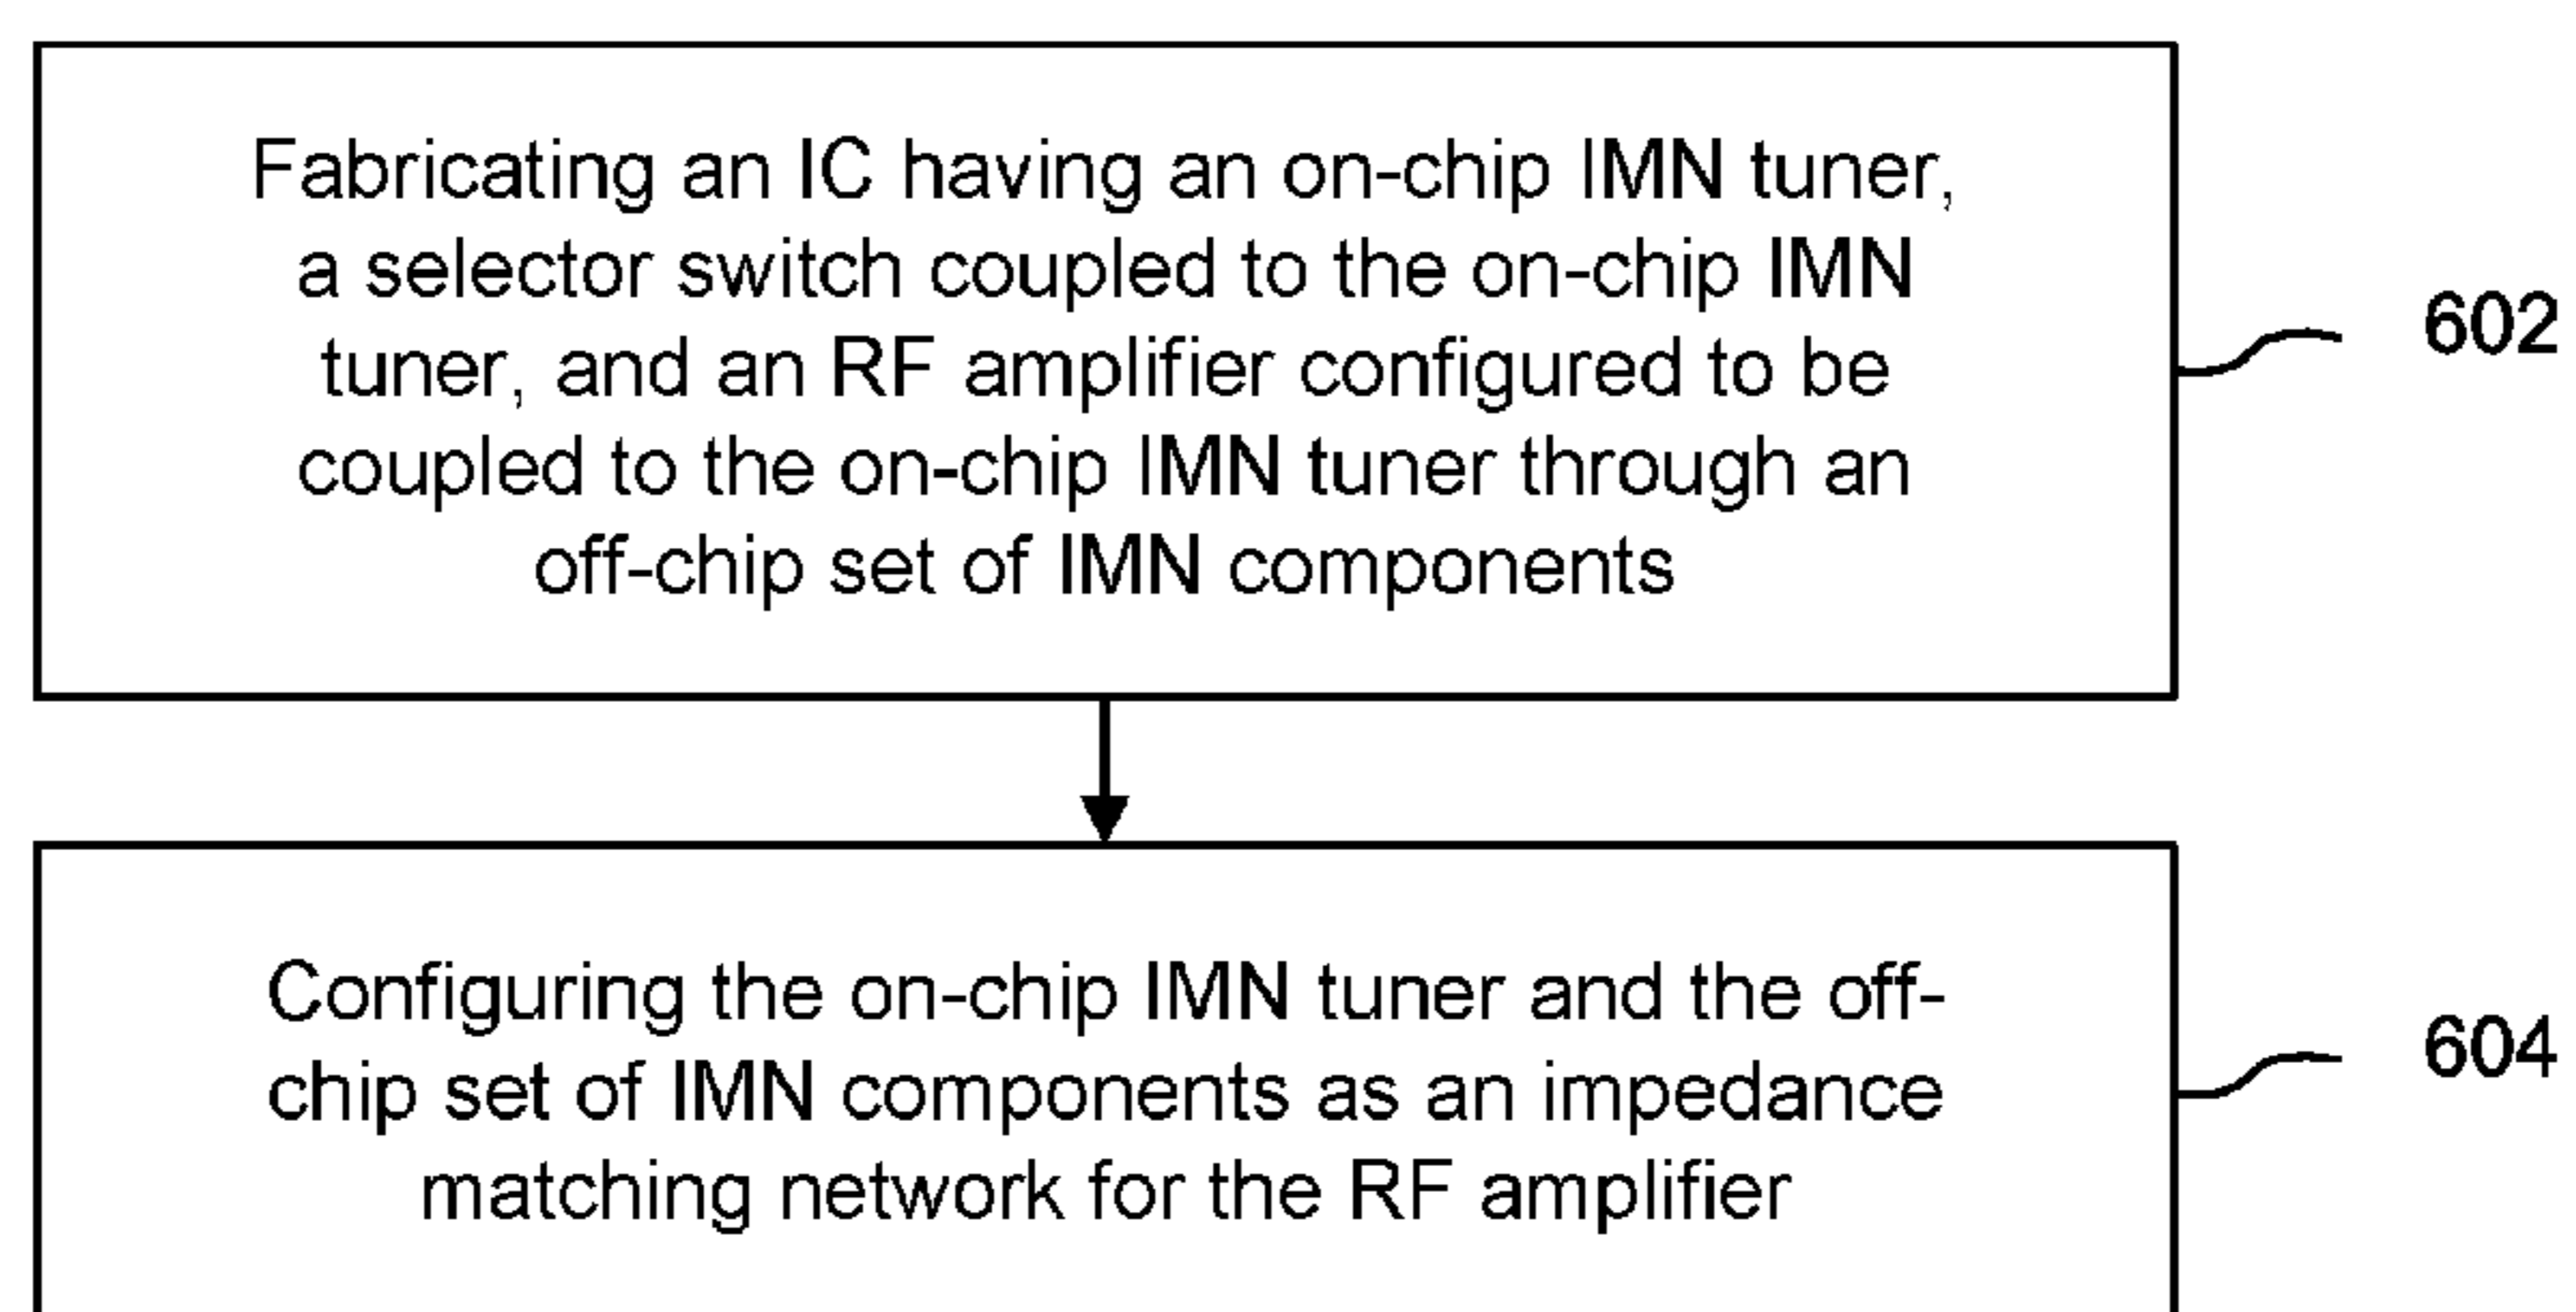 Fabricating an IC having an on-chip IMN tuner,
a selector switch coupled to the on-chip IMN
tuner, and an RF amplifier configured to be
coupled to the on-chip IMN tuner through an
off-chip set of IMN components
602
Configuring the on-chip IMN tuner and the off-
chip set of IMN components as an impedance
matching network for the RF amplifier
604